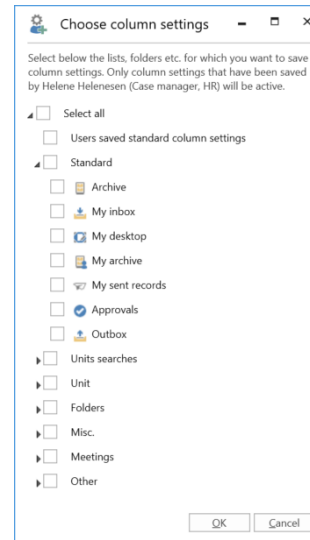 Choose column settings
Select below the lists, folders etc. for which you want to save
column settings. Only column settings that have been saved
by Helene Helenesen (Case manager, HR) will be active.
Select all
Users saved standard column settings
Standard
Archive
My inbox
My desktop
My archive
My sent records
Approvals
Outbox
Units searches
Unit
Folders
Misc.
Meetings
Other
OK Cancel